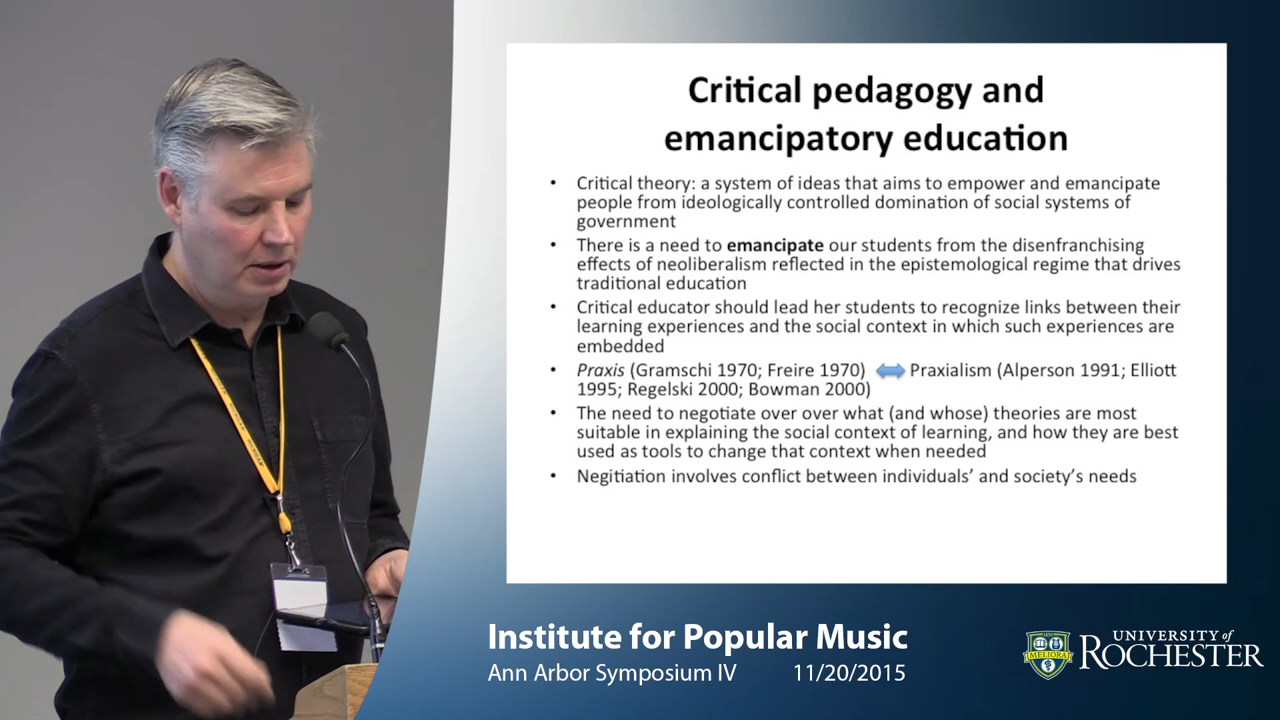 Critical pedagogy and
emancipatory education
• Critical theory: a system of ideas that aims to empower and emancipate
people from ideologically controlled domination of social systems of
government
• There is a need to emancipate our students from the disenfranchising
effects of neoliberalism reflected in the epistemological regime that drives
traditional education
• Critical educator should lead her students to recognize links between their
learning experiences and the social context in which such experiences are
embedded
• Praxis (Gramschi 1970; Freire 1970) Praxialism (Alperson 1991; Elliott
1995; Regelski 2000; Bowman 2000)
• The need to negotiate over over what (and whose) theories are most
suitable in explaining the social context of learning, and how they are best
used as tools to change that context when needed
• Negitiation involves conflict between individuals' and society's needs
Institute for Popular Music
Ann Arbor Symposium IV 11/20/2015
MELIORA
UNIVERSITY of
ROCHESTER